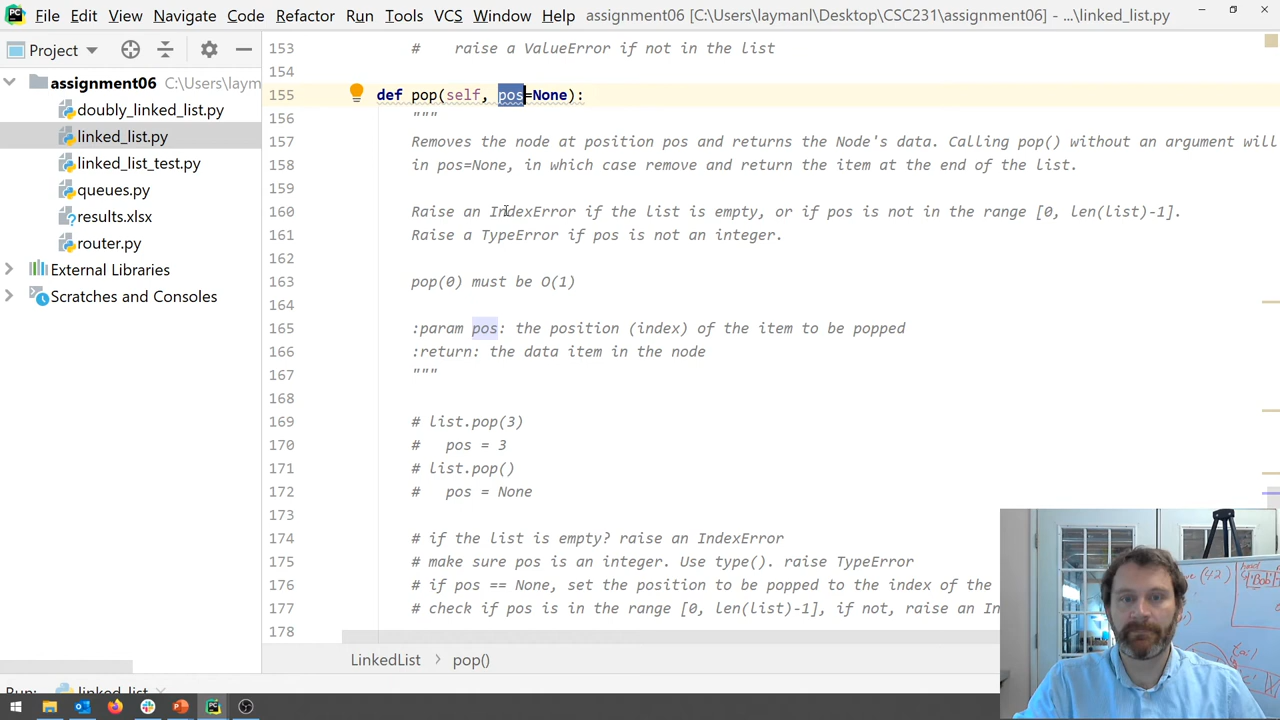 File Edit View Navigate Code Refactor Run Tools VCS Window Help assignment06 [C:\Users\laymanl\Desktop\CSC231\assignment06] - ...\linked_list.py
Project
assignment06 C:\Users\laym
doubly_linked_list.py
linked_list.py
linked_list_test.py
queues.py
results.xlsx
router.py
External Libraries
Scratches and Consoles
153 # raise a ValueError if not in the list
154
155 def pop(self, pos=None):
156 """
157 Removes the node at position pos and returns the Node's data. Calling pop() without an argument will
158 in pos=None, in which case remove and return the item at the end of the list.
159
160 Raise an IndexError if the list is empty, or if pos is not in the range [0, len(list)-1].
161 Raise a TypeError if pos is not an integer.
162
163 pop(0) must be O(1)
164
165 :param pos: the position (index) of the item to be popped
166 :return: the data item in the node
167 """
168
169 # list.pop(3)
170 #   pos = 3
171 # list.pop()
172 #   pos = None
173
174 # if the list is empty? raise an IndexError
175 # make sure pos is an integer. Use type(). raise TypeError
176 # if pos == None, set the position to be popped to the index of the
177 # check if pos is in the range [0, len(list)-1], if not, raise an In
178
LinkedList > pop()
Run: linked_list